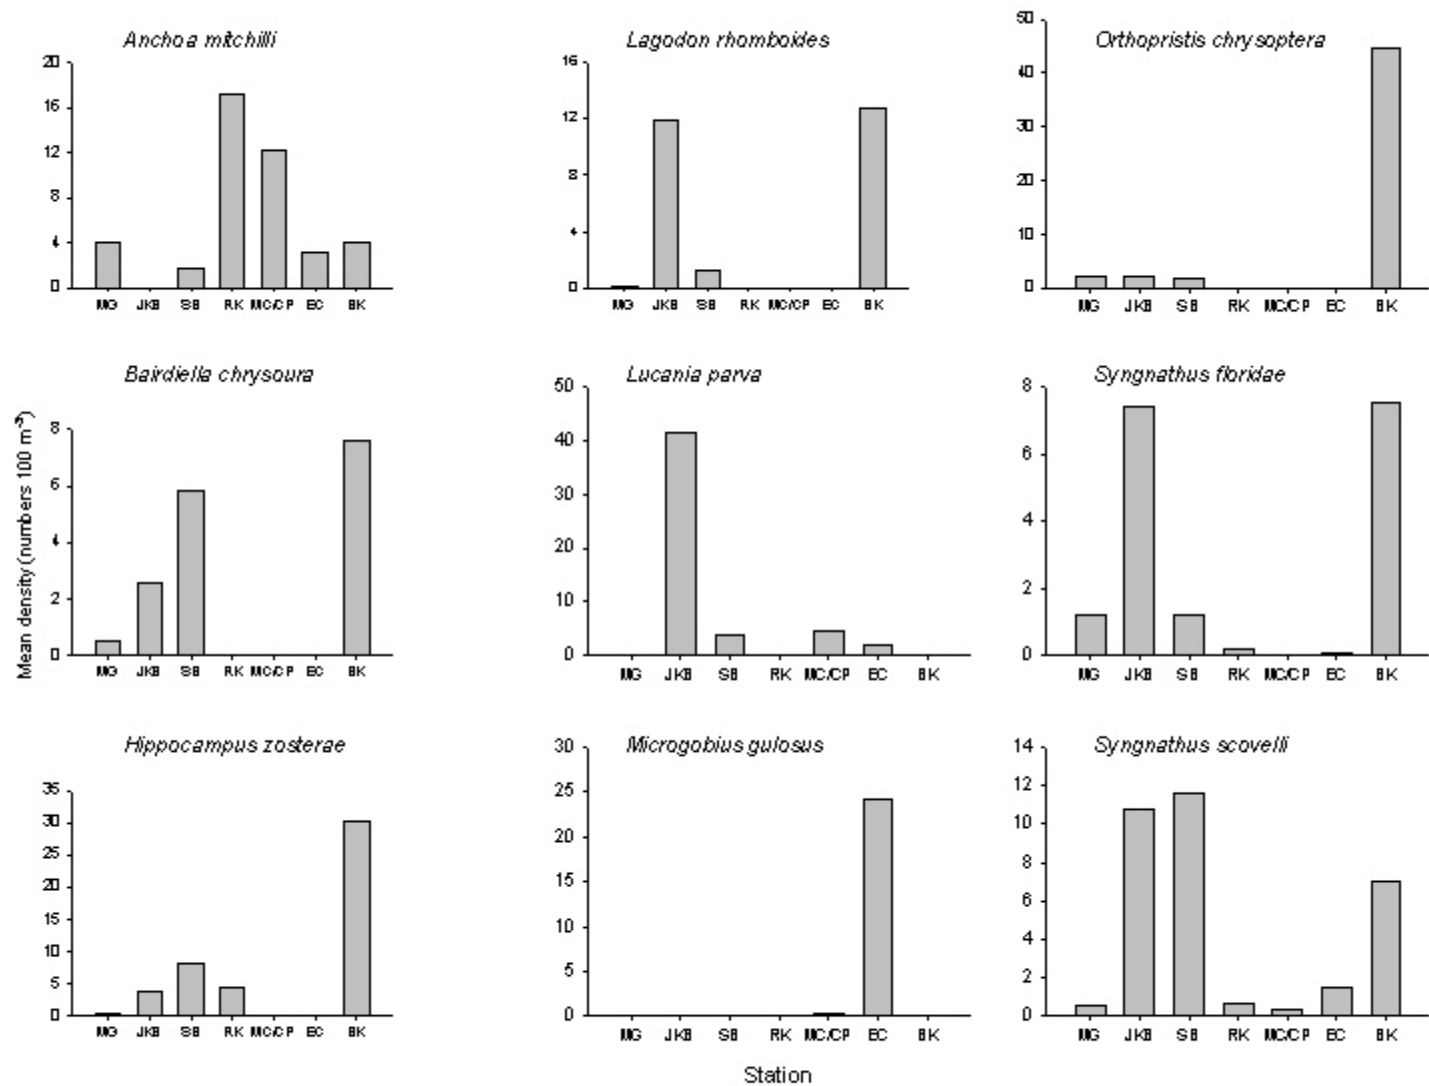 Anchoa mitchilli
20
16
12
8
4
0
MG JKB SB RK MC/CP EC BK
Lagodon rhomboides
16
12
8
4
0
MG JKB SB RK MC/CP EC BK
Orthopristis chrysoptera
50
40
30
20
10
0
MG JKB SB RK MC/CP EC BK
Mean density (numbers 100 m⁻³)
Bairdiella chrysoura
8
6
4
2
0
MG JKB SB RK MC/CP EC BK
Lucania parva
50
40
30
20
10
0
MG JKB SB RK MC/CP EC BK
Syngnathus floridae
8
6
4
2
0
MG JKB SB RK MC/CP EC BK
Hippocampus zosterae
35
30
25
20
15
10
5
0
MG JKB SB RK MC/CP EC BK
Microgobius gulosus
30
25
20
15
10
5
0
MG JKB SB RK MC/CP EC BK
Syngnathus scovelli
14
12
10
8
6
4
2
0
MG JKB SB RK MC/CP EC BK
Station